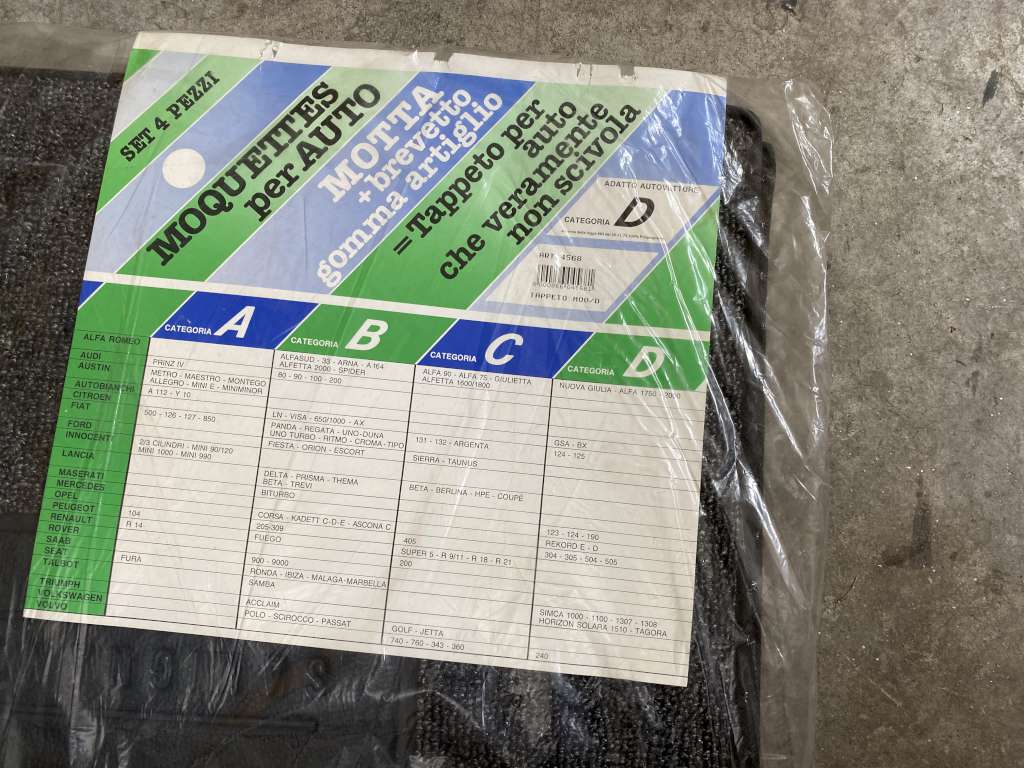 SET 4 PEZZI
MOQUETTES
per AUTO
MOTTA
+ brevetto
gomma artiglio
= Tappeto per
auto
che veramente
non scivola
ADATTO AUTOVETTURE
CATEGORIA D
ART. 4568
TAPPETO MOO/D
CATEGORIA A
CATEGORIA B
CATEGORIA C
CATEGORIA D
ALFA ROMEO
ALFASUD - 33 - ARNA - A 164
ALFETTA 2000 - SPIDER
ALFA 90 - ALFA 75 - GIULIETTA
ALFETTA 1600/1800
NUOVA GIULIA - ALFA 1750 - 2000
AUDI
PRINZ IV
80 - 90 - 100 - 200
AUSTIN
METRO - MAESTRO - MONTEGO
ALLEGRO - MINI E - MINIMINOR
AUTOBIANCHI
A 112 - Y 10
CITROEN
LN - VISA - 650/1000 - AX
GSA - BX
FIAT
500 - 126 - 127 - 850
PANDA - REGATA - UNO-DUNA
UNO TURBO - RITMO - CROMA-TIPO
131 - 132 - ARGENTA
124 - 125
FORD
FIESTA - ORION - ESCORT
SIERRA - TAUNUS
INNOCENTI
2/3 CILINDRI - MINI 90/120
MINI 1000 - MINI 990
LANCIA
DELTA - PRISMA - THEMA
BETA - TREVI
BETA - BERLINA - HPE - COUPÉ
MASERATI
BITURBO
MERCEDES
123 - 124 - 190
OPEL
CORSA - KADETT C-D-E - ASCONA C
REKORD E - D
PEUGEOT
104
205-309
405
304 - 305 - 504 - 505
RENAULT
R 14
FUEGO
SUPER 5 - R 9/11 - R 18 - R 21
ROVER
200
SAAB
900 - 9000
SEAT
FURA
RONDA - IBIZA - MALAGA-MARBELLA
TALBOT
SAMBA
SIMCA 1000 - 1100 - 1307 - 1308
HORIZON SOLARA 1510 - TAGORA
TRIUMPH
ACCLAIM
VOLKSWAGEN
POLO - SCIROCCO - PASSAT
GOLF - JETTA
VOLVO
740 - 760 - 343 - 360
240